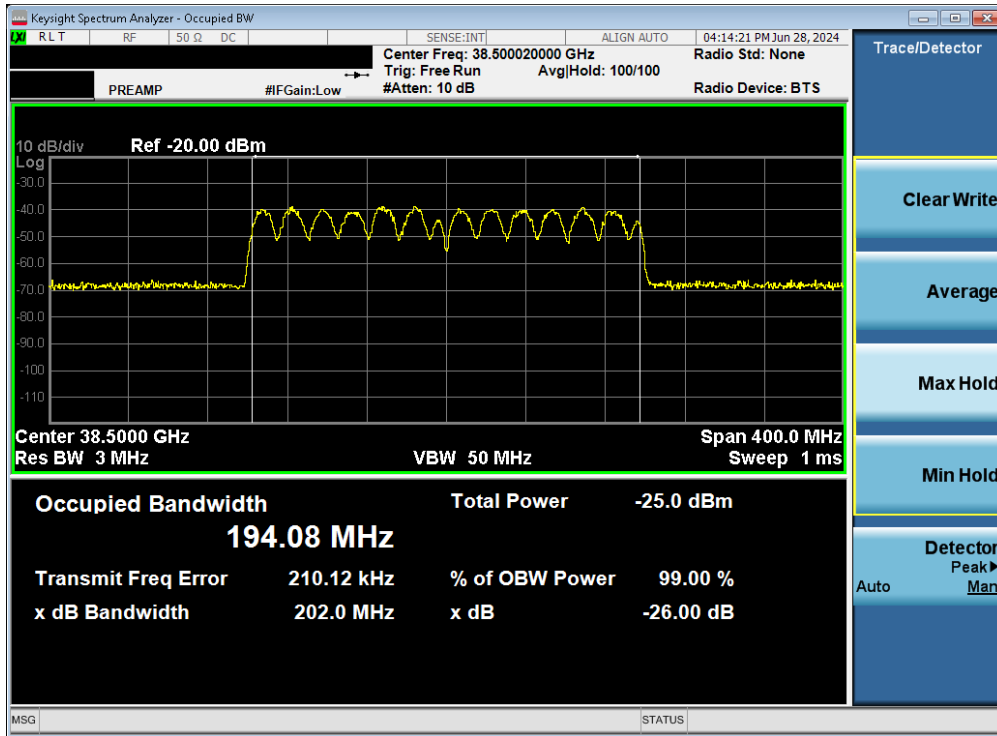 Keysight Spectrum Analyzer - Occupied BW
LXI RLT RF 50 Ω DC SENSE:INT ALIGN AUTO 04:14:21 PM Jun 28, 2024
Center Freq: 38.500020000 GHz Radio Std: None
Trig: Free Run Avg|Hold: 100/100
PREAMP #IFGain:Low #Atten: 10 dB Radio Device: BTS
10 dB/div Ref -20.00 dBm
Log
-30.0
-40.0
-50.0
-60.0
-70.0
-80.0
-90.0
-100
-110
Center 38.5000 GHz Span 400.0 MHz
Res BW 3 MHz VBW 50 MHz Sweep 1 ms
Occupied Bandwidth Total Power -25.0 dBm
194.08 MHz
Transmit Freq Error 210.12 kHz % of OBW Power 99.00 %
x dB Bandwidth 202.0 MHz x dB -26.00 dB
MSG STATUS
Trace/Detector
Clear Write
Average
Max Hold
Min Hold
Detector
Peak▶
Auto Man